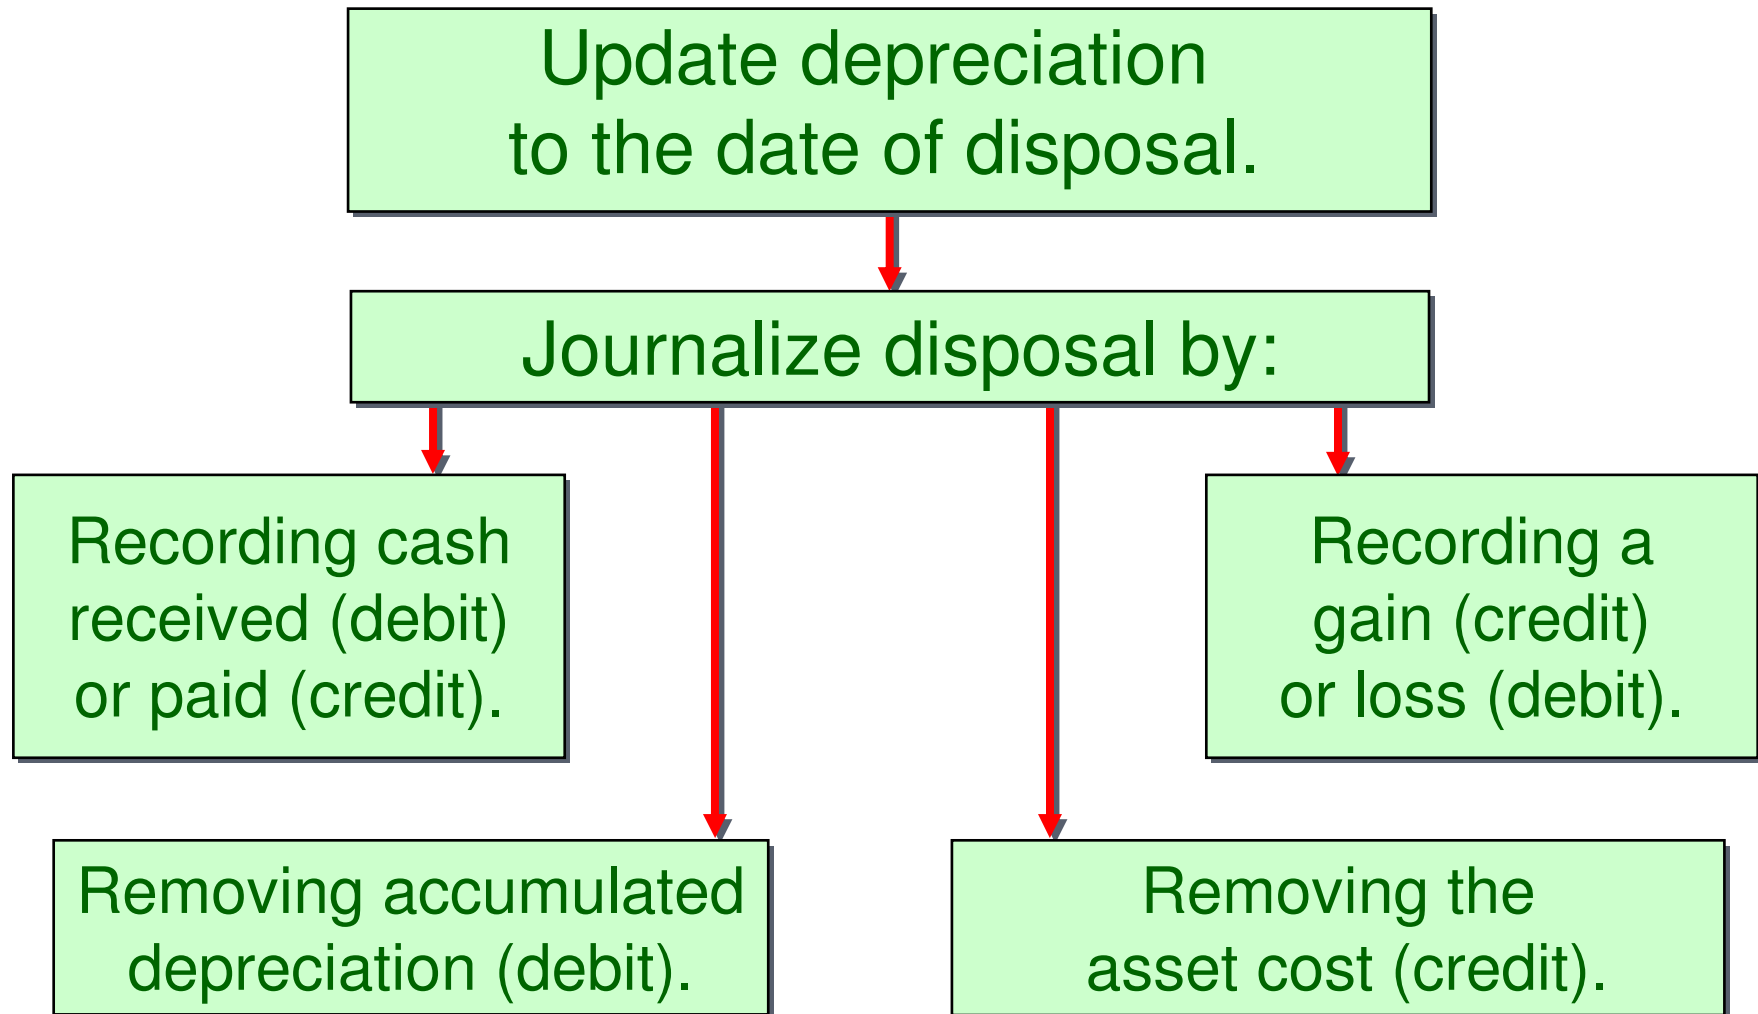 Update depreciation
to the date of disposal.
Journalize disposal by:
Recording cash
received (debit)
or paid (credit).
Recording a
gain (credit)
or loss (debit).
Removing accumulated
depreciation (debit).
Removing the
asset cost (credit).